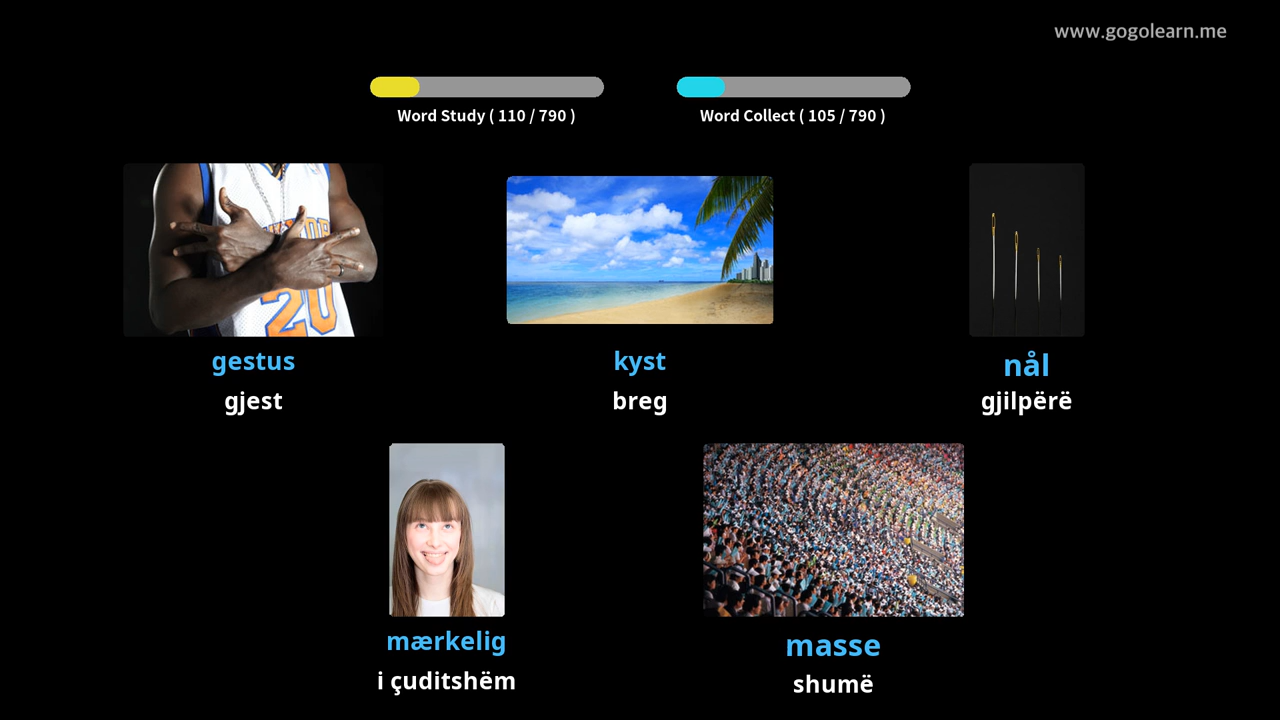 www.gogolearn.me
Word Study ( 110 / 790 )
Word Collect ( 105 / 790 )
20
gestus
kyst
nål
gjest
breg
gjilpërë
mærkelig
masse
i çuditshëm
shumë